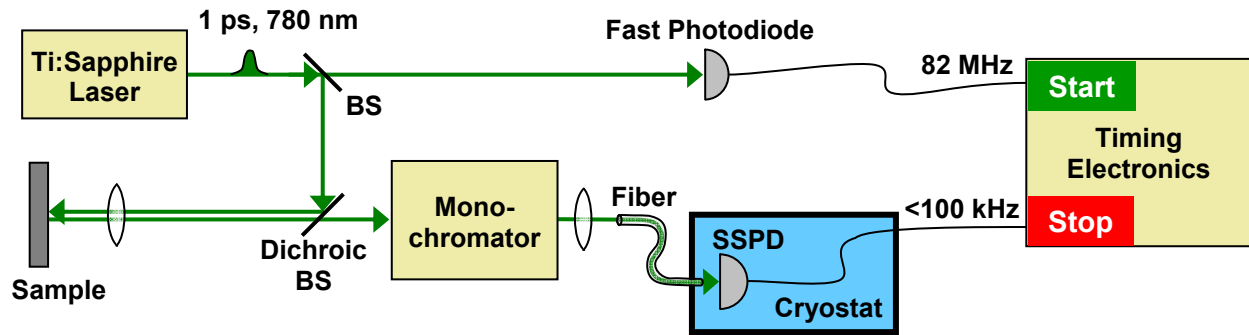 1 ps, 780 nm
Ti:Sapphire
Laser
BS
Fast Photodiode
82 MHz
Start
Timing
Electronics
Stop
<100 kHz
Sample
Dichroic
BS
Mono-
chromator
Fiber
SSPD
Cryostat